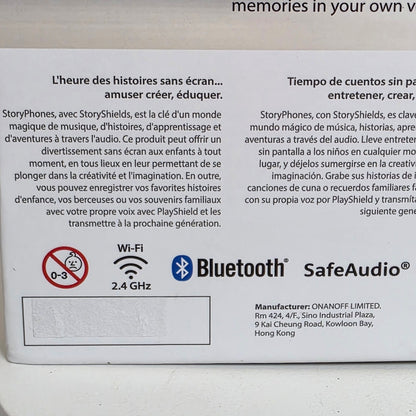 memories in your own v
L'heure des histoires sans écran...
amuser créer, éduquer.
StoryPhones, avec StoryShields, est la clé d'un monde
magique de musique, d'histoires, d'apprentissage et
d'aventures à travers l'audio. Ce produit peut offrir un
divertissement sans écran aux enfants à tout
moment, en tous lieux en leur permettant de se
plonger dans la créativité et l'imagination. En outre,
vous pouvez enregistrer vos favorites histoires
d'enfance, vos berceuses ou vos souvenirs familiaux
avec votre propre voix avec PlayShield et les
transmettre à la prochaine génération.
Tiempo de cuentos sin pa
entretener, crear,
StoryPhones, con StoryShields, es clave
mundo mágico de música, historias, apre
aventuras a través del audio. Lleve entreten
sin pantalla a los niños en cualquier mo
lugar, y déjelos sumergirse en la creativi
imaginación. Grabe sus historias de i
canciones de cuna o recuerdos familiares fa
con su propia voz por PlayShield y transmita
siguiente gene
0-3
Wi-Fi
2.4 GHz
Bluetooth®
SafeAudio®
Manufacturer: ONANOFF LIMITED.
Rm 424, 4/F., Sino Industrial Plaza,
9 Kai Cheung Road, Kowloon Bay,
Hong Kong